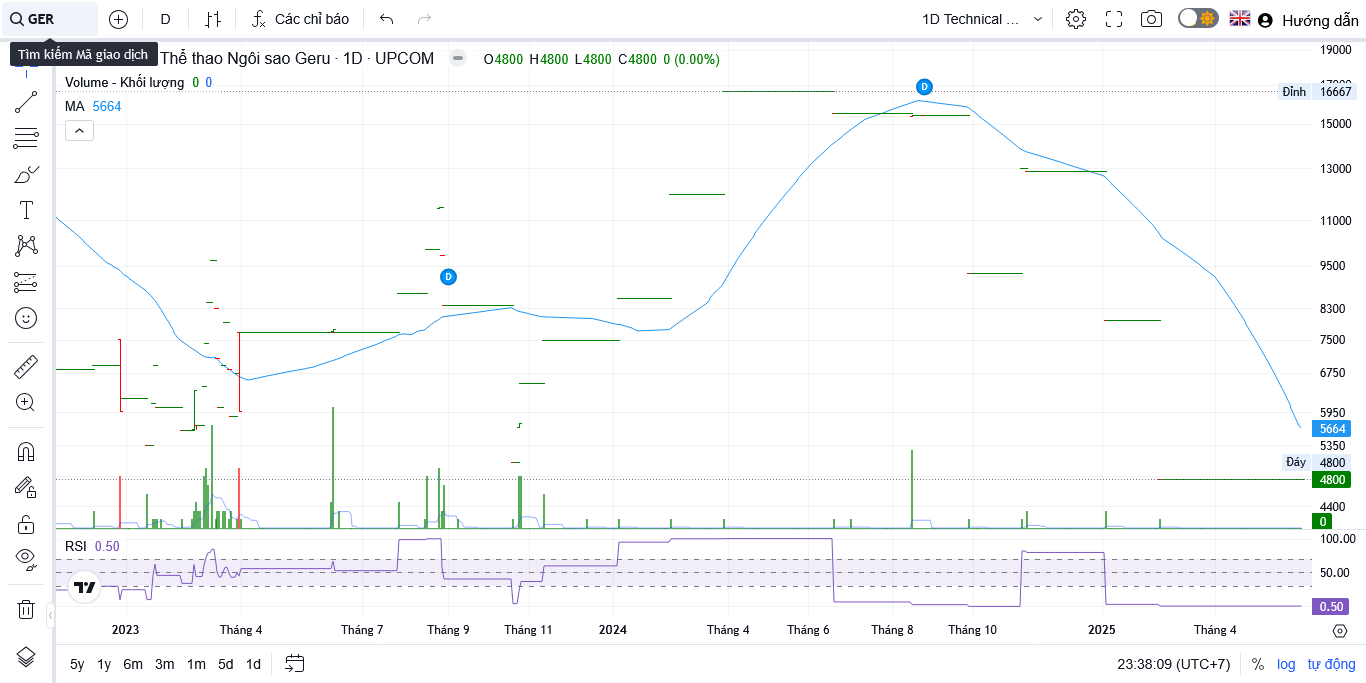 GER
D
Các chỉ báo
1D Technical ...
Hướng dẫn
Tìm kiếm Mã giao dịch
Thể thao Ngôi sao Geru · 1D · UPCOM
O4800 H4800 L4800 C4800 0 (0.00%)
Volume - Khối lượng 0 0
MA 5664
19000
Đỉnh 16667
15000
13000
11000
9500
8300
7500
6750
5950
5664
5350
Đáy 4800
4800
4400
0
D
D
RSI 0.50
100.00
50.00
0.50
2023 Tháng 4 Tháng 7 Tháng 9 Tháng 11 2024 Tháng 4 Tháng 6 Tháng 8 Tháng 10 2025 Tháng 4
5y 1y 6m 3m 1m 5d 1d
23:38:09 (UTC+7) % log tự động